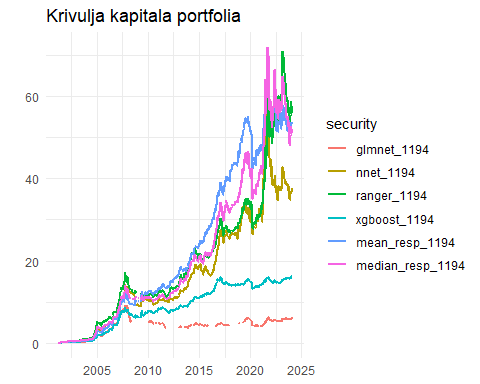 Krivulja kapitala portfolia
60
40
20
0
2005 2010 2015 2020 2025
security
glmnet_1194
nnet_1194
ranger_1194
xgboost_1194
mean_resp_1194
median_resp_1194